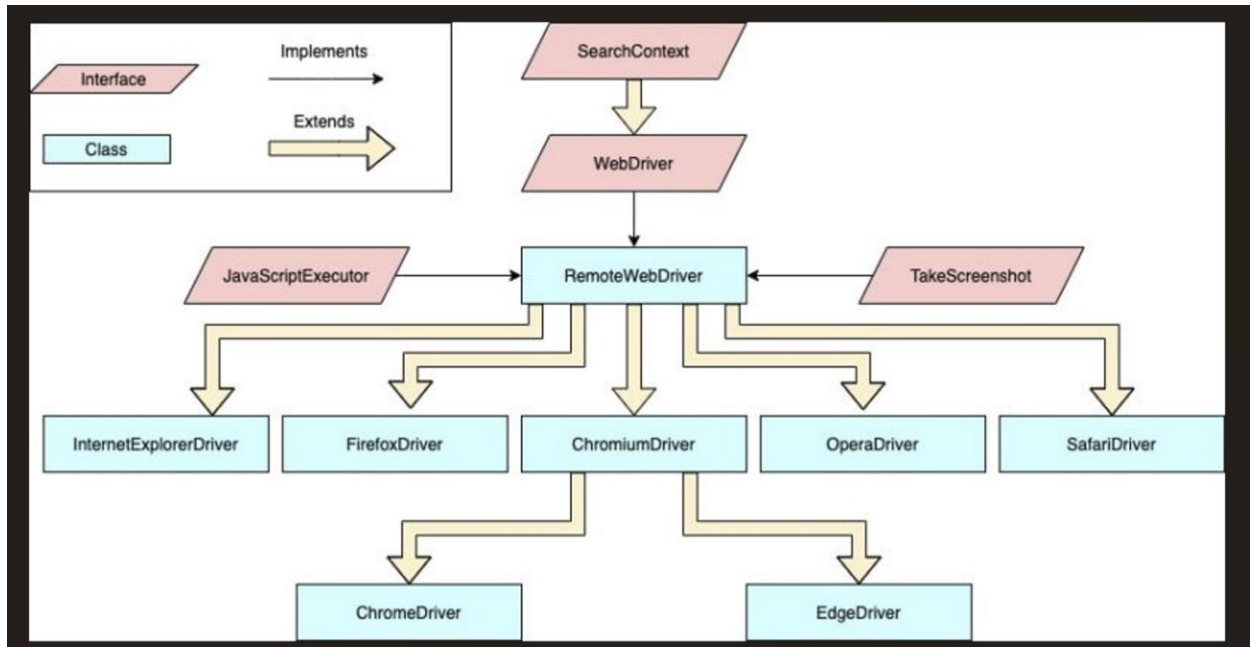 Implements
Interface
Extends
Class
SearchContext
WebDriver
JavaScriptExecutor
RemoteWebDriver
TakeScreenshot
InternetExplorerDriver
FirefoxDriver
ChromiumDriver
OperaDriver
SafariDriver
ChromeDriver
EdgeDriver